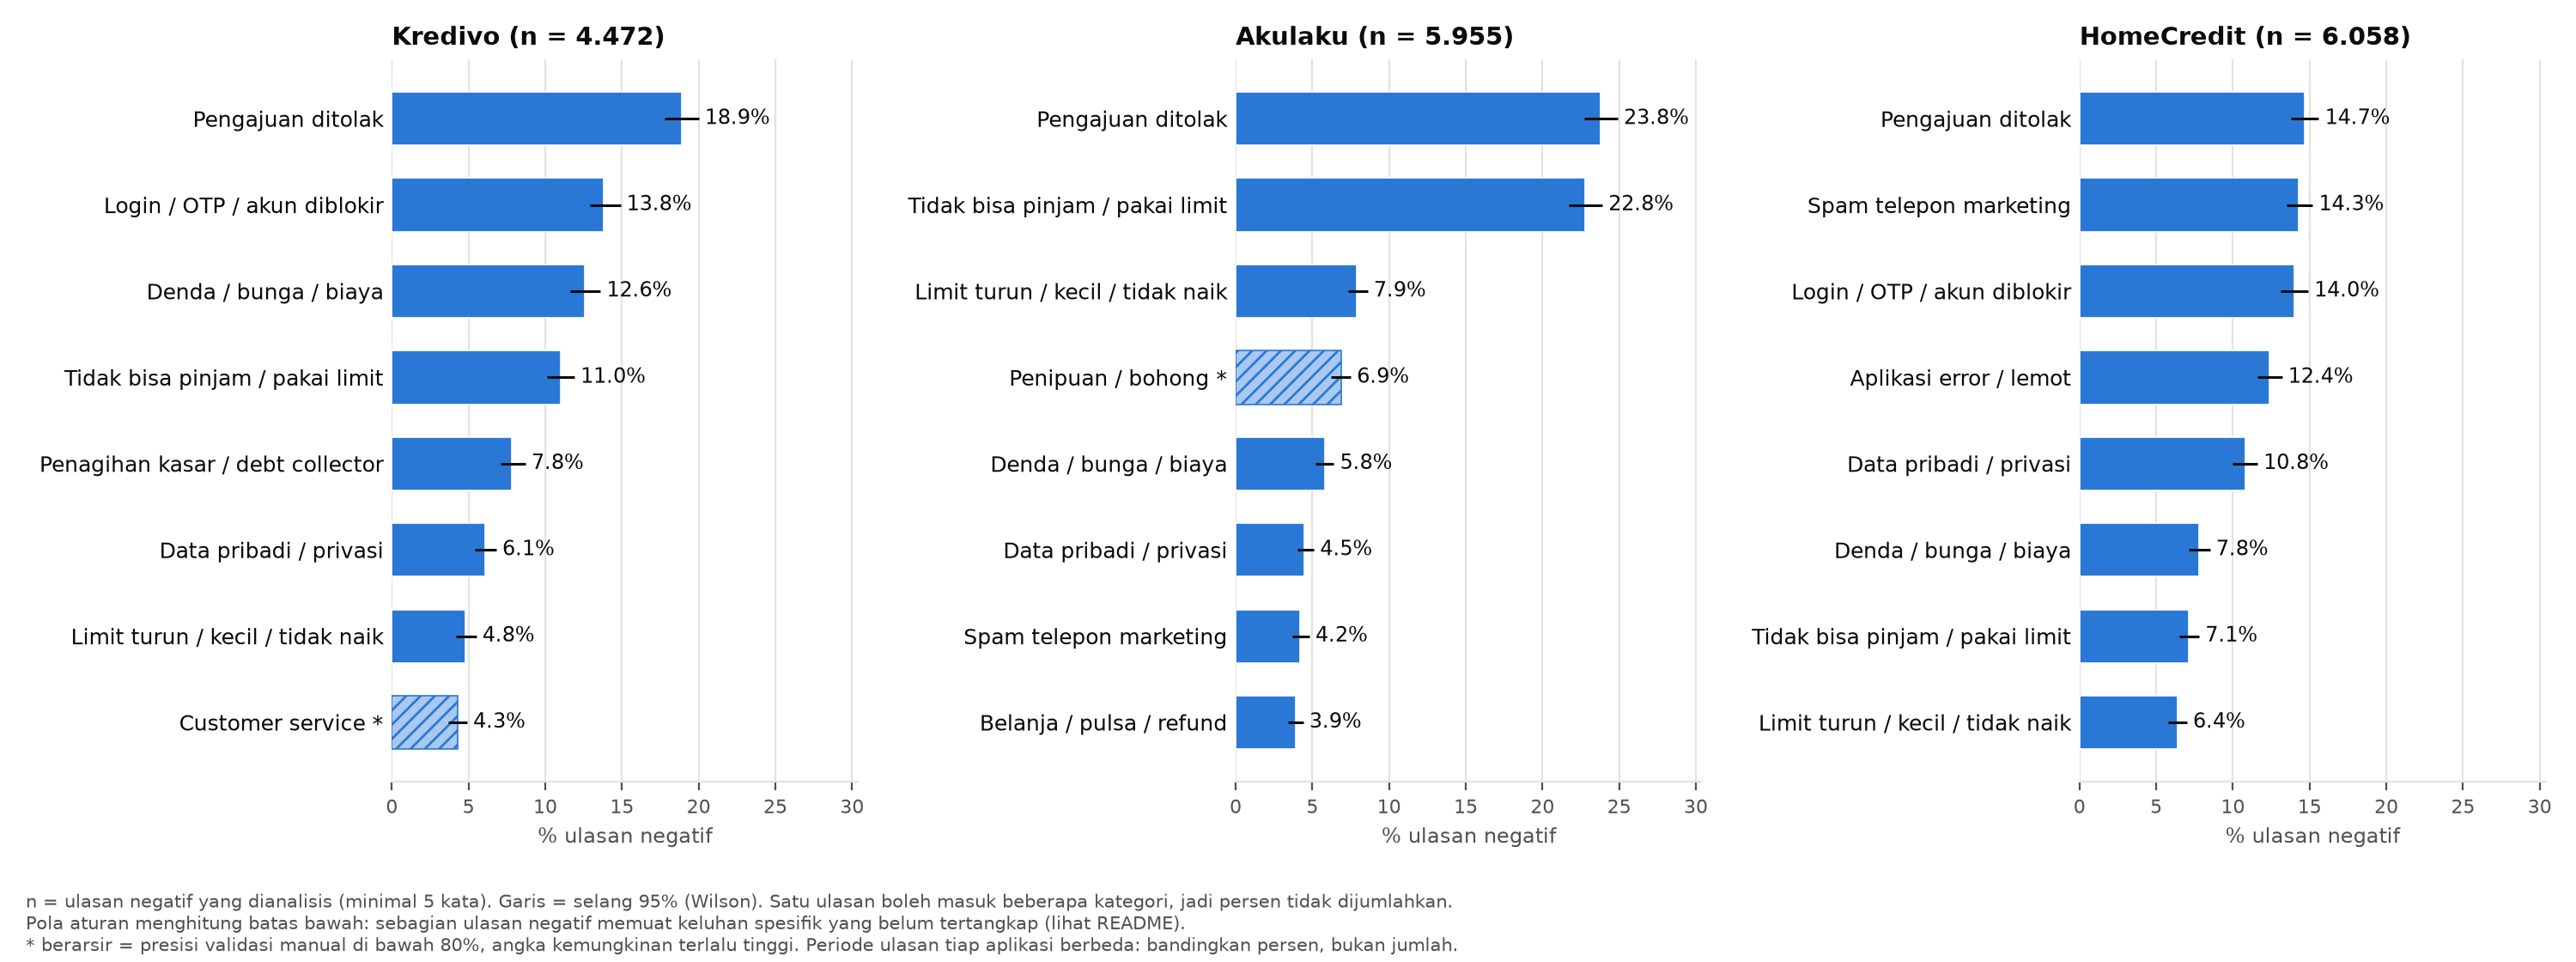 Kredivo (n = 4.472)
Pengajuan ditolak
18.9%
Login / OTP / akun diblokir
13.8%
Denda / bunga / biaya
12.6%
Tidak bisa pinjam / pakai limit
11.0%
Penagihan kasar / debt collector
7.8%
Data pribadi / privasi
6.1%
Limit turun / kecil / tidak naik
4.8%
Customer service *
4.3%
0 5 10 15 20 25 30
% ulasan negatif
Akulaku (n = 5.955)
Pengajuan ditolak
23.8%
Tidak bisa pinjam / pakai limit
22.8%
Limit turun / kecil / tidak naik
7.9%
Penipuan / bohong *
6.9%
Denda / bunga / biaya
5.8%
Data pribadi / privasi
4.5%
Spam telepon marketing
4.2%
Belanja / pulsa / refund
3.9%
0 5 10 15 20 25 30
% ulasan negatif
HomeCredit (n = 6.058)
Pengajuan ditolak
14.7%
Spam telepon marketing
14.3%
Login / OTP / akun diblokir
14.0%
Aplikasi error / lemot
12.4%
Data pribadi / privasi
10.8%
Denda / bunga / biaya
7.8%
Tidak bisa pinjam / pakai limit
7.1%
Limit turun / kecil / tidak naik
6.4%
0 5 10 15 20 25 30
% ulasan negatif
n = ulasan negatif yang dianalisis (minimal 5 kata). Garis = selang 95% (Wilson). Satu ulasan boleh masuk beberapa kategori, jadi persen tidak dijumlahkan.
Pola aturan menghitung batas bawah: sebagian ulasan negatif memuat keluhan spesifik yang belum tertangkap (lihat README).
* berarsir = presisi validasi manual di bawah 80%, angka kemungkinan terlalu tinggi. Periode ulasan tiap aplikasi berbeda: bandingkan persen, bukan jumlah.